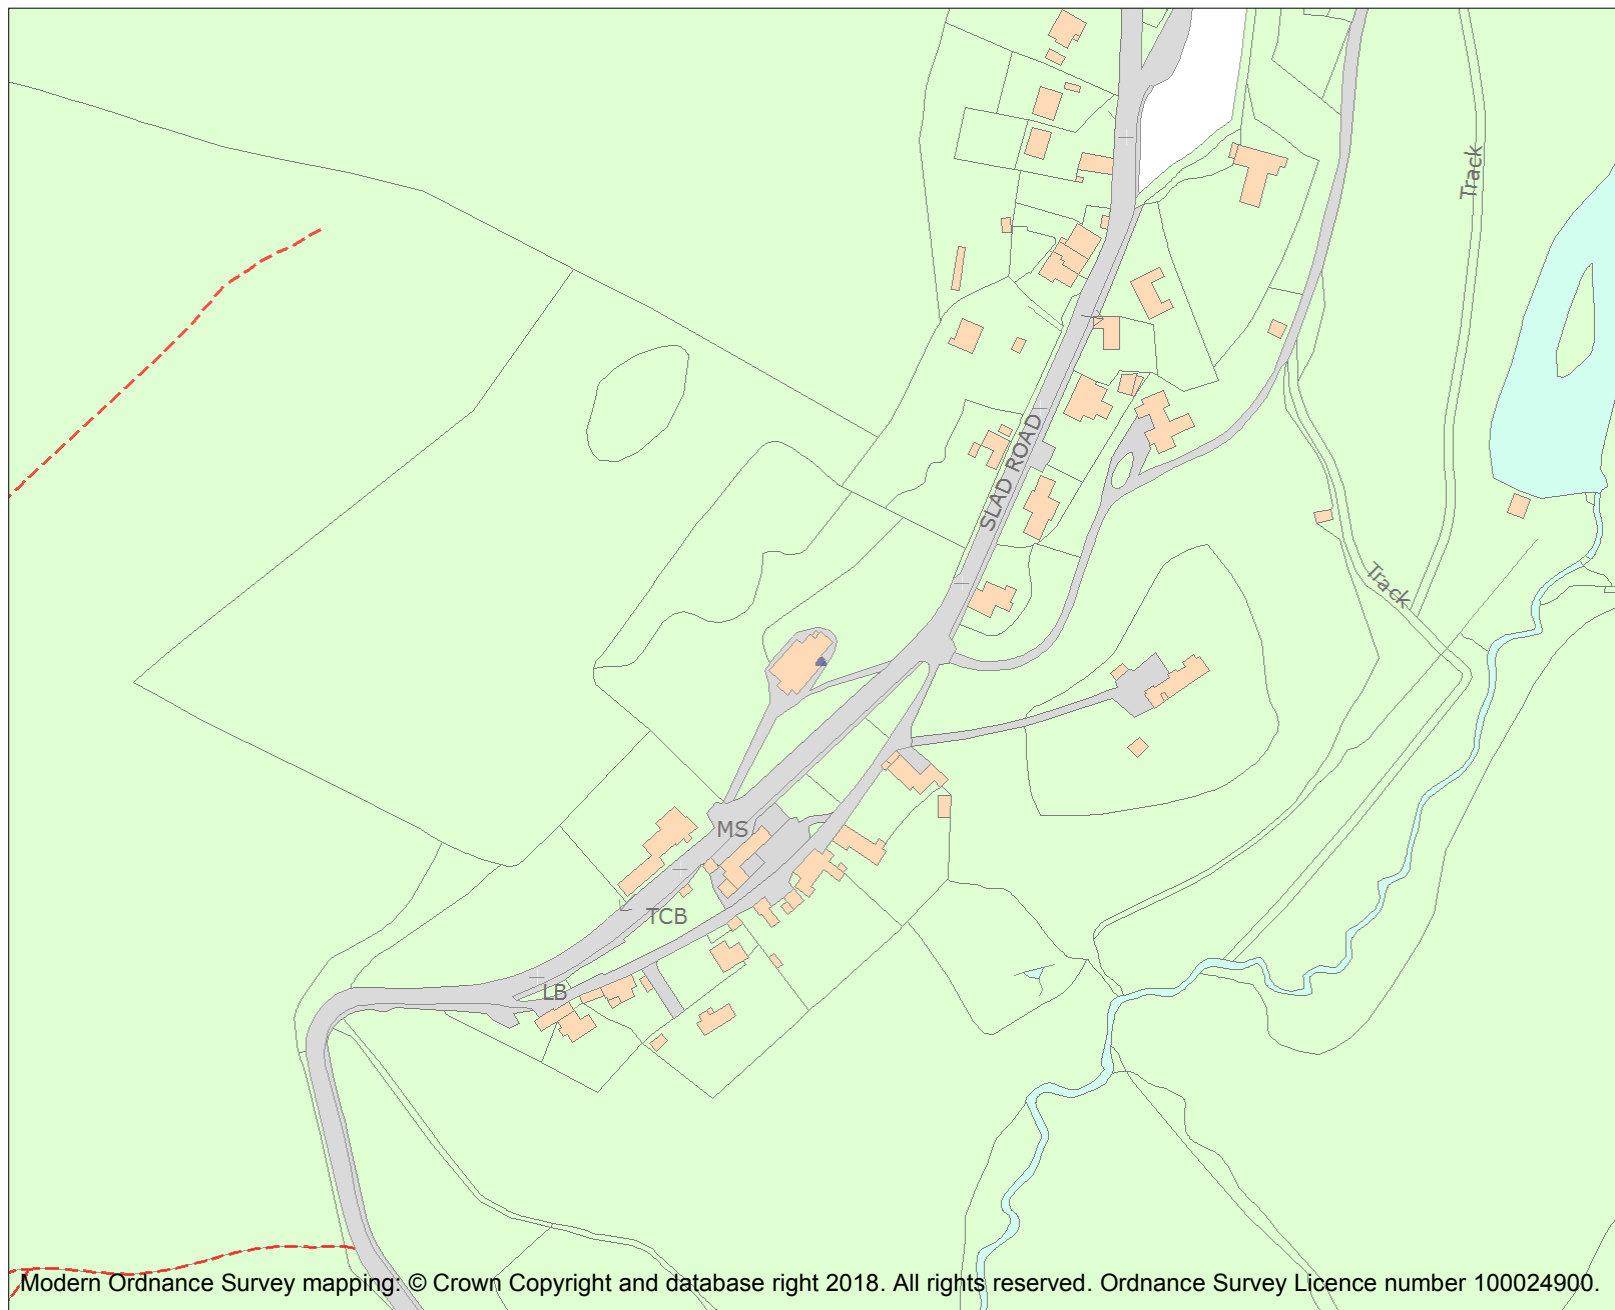 Track
SLAD ROAD
Track
MS
TCB
LB
Modern Ordnance Survey mapping: © Crown Copyright and database right 2018. All rights reserved. Ordnance Survey Licence number 100024900.